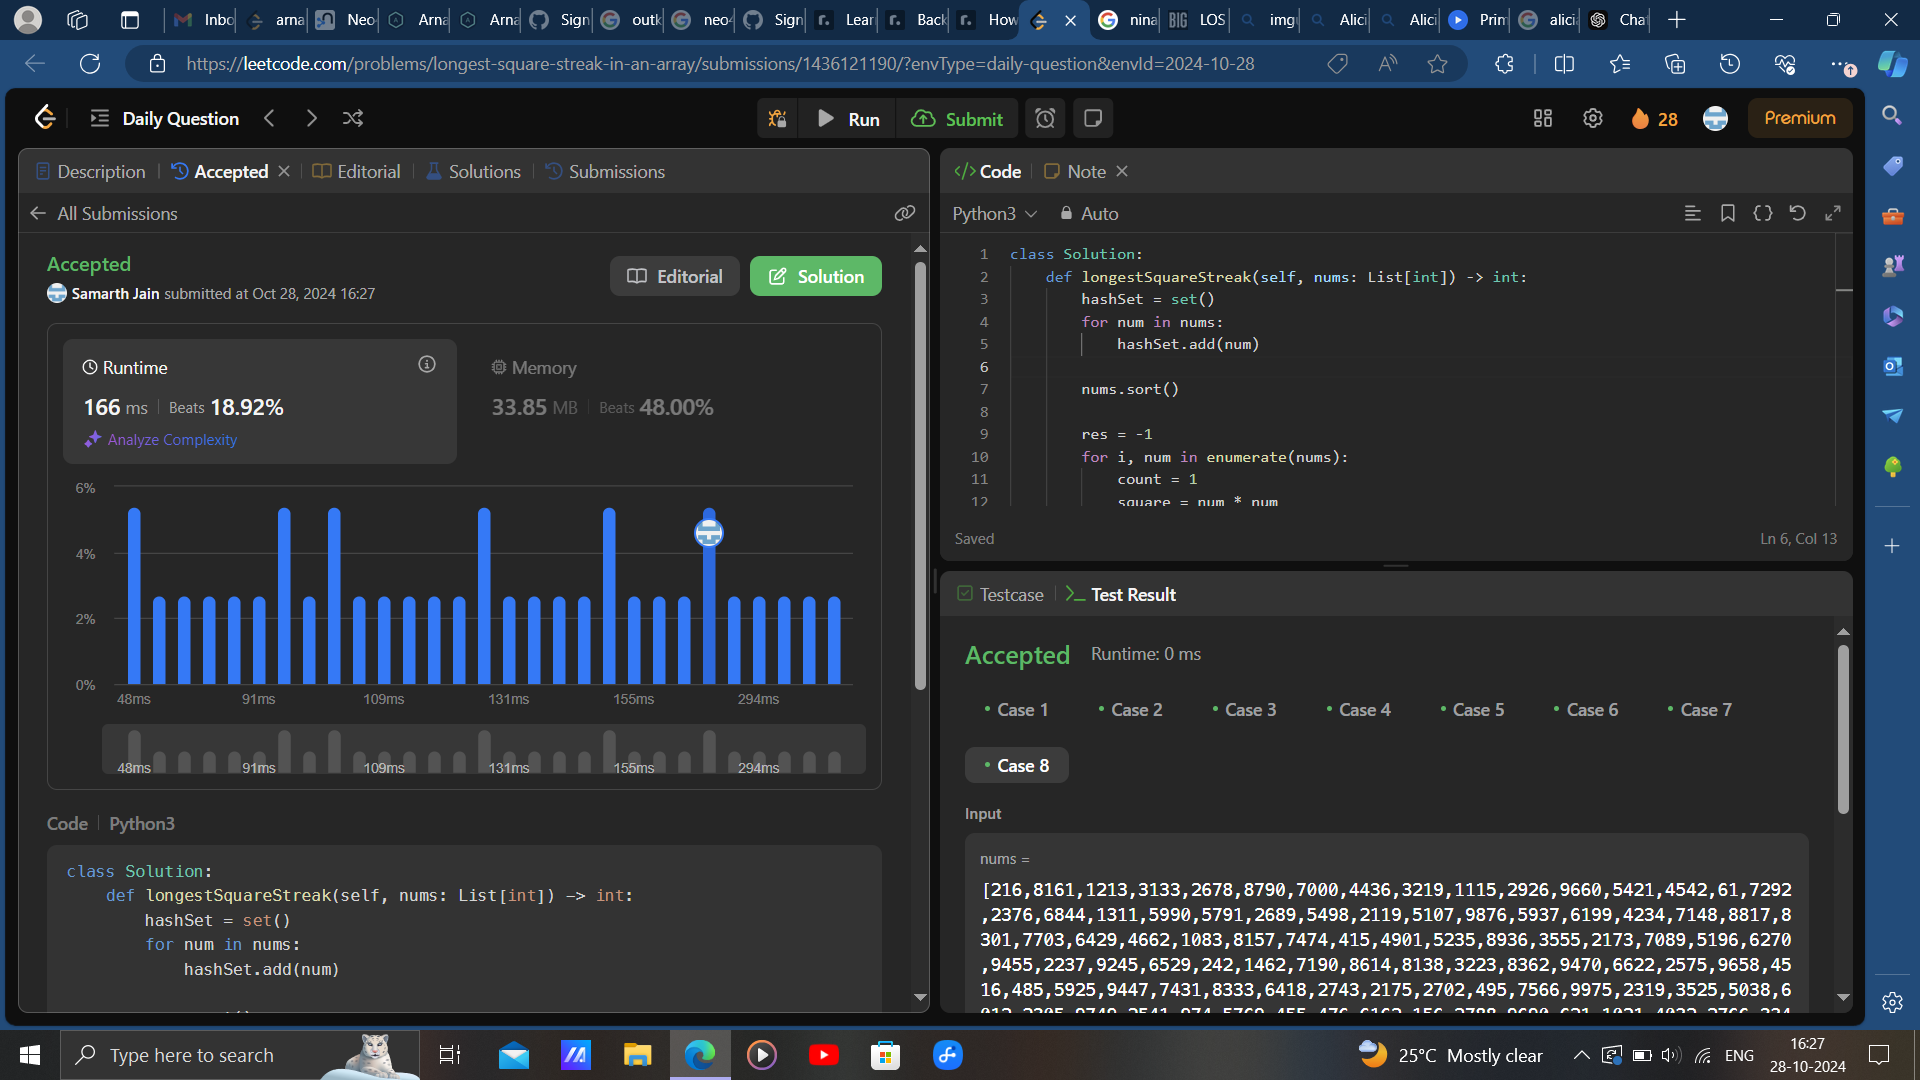 Inbo
arna
Neo
Arna
Arna
Sign
outl
neo4
Sign
Lear
Back
How
nina
LOS
img
Alici
Alici
Prim
alici
Cha
https://leetcode.com/problems/longest-square-streak-in-an-array/submissions/1436121190/?envType=daily-question&envId=2024-10-28
Daily Question
Run
Submit
28
Premium
Description
Accepted
Editorial
Solutions
Submissions
All Submissions
Accepted
Samarth Jain submitted at Oct 28, 2024 16:27
Editorial
Solution
Runtime
166 ms
Beats 18.92%
Analyze Complexity
Memory
33.85 MB
Beats 48.00%
6%
4%
2%
0%
48ms 91ms 109ms 131ms 155ms 294ms
48ms 91ms 109ms 131ms 155ms 294ms
Code
Python3
class Solution:
def longestSquareStreak(self, nums: List[int]) -> int:
hashSet = set()
for num in nums:
hashSet.add(num)
Code
Note
Python3
Auto
1 class Solution:
2 def longestSquareStreak(self, nums: List[int]) -> int:
3 hashSet = set()
4 for num in nums:
5 hashSet.add(num)
6
7 nums.sort()
8
9 res = -1
10 for i, num in enumerate(nums):
11 count = 1
12 square = num * num
Saved
Ln 6, Col 13
Testcase
Test Result
Accepted
Runtime: 0 ms
Case 1
Case 2
Case 3
Case 4
Case 5
Case 6
Case 7
Case 8
Input
nums =
[216,8161,1213,3133,2678,8790,7000,4436,3219,1115,2926,9660,5421,4542,61,7292
,2376,6844,1311,5990,5791,2689,5498,2119,5107,9876,5937,6199,4234,7148,8817,8
301,7703,6429,4662,1083,8157,7474,415,4901,5235,8936,3555,2173,7089,5196,6270
,9455,2237,9245,6529,242,1462,7190,8614,8138,3223,8362,9470,6622,2575,9658,45
16,485,5925,9447,7431,8333,6418,2743,2175,2702,495,7566,9975,2319,3525,5038,6
Type here to search
25°C Mostly clear
ENG
16:27
28-10-2024